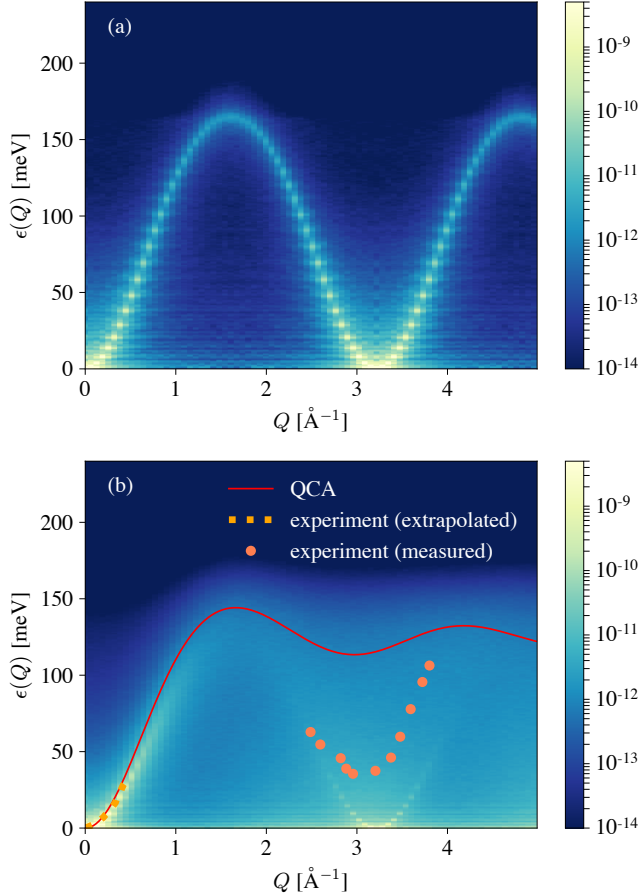 (a)
200
150
100
50
0
ϵ(Q) [meV]
0 1 2 3 4
Q [Å⁻¹]
10⁻⁹
10⁻¹⁰
10⁻¹¹
10⁻¹²
10⁻¹³
10⁻¹⁴
(b)
QCA
experiment (extrapolated)
experiment (measured)
200
150
100
50
0
ϵ(Q) [meV]
0 1 2 3 4
Q [Å⁻¹]
10⁻⁹
10⁻¹⁰
10⁻¹¹
10⁻¹²
10⁻¹³
10⁻¹⁴